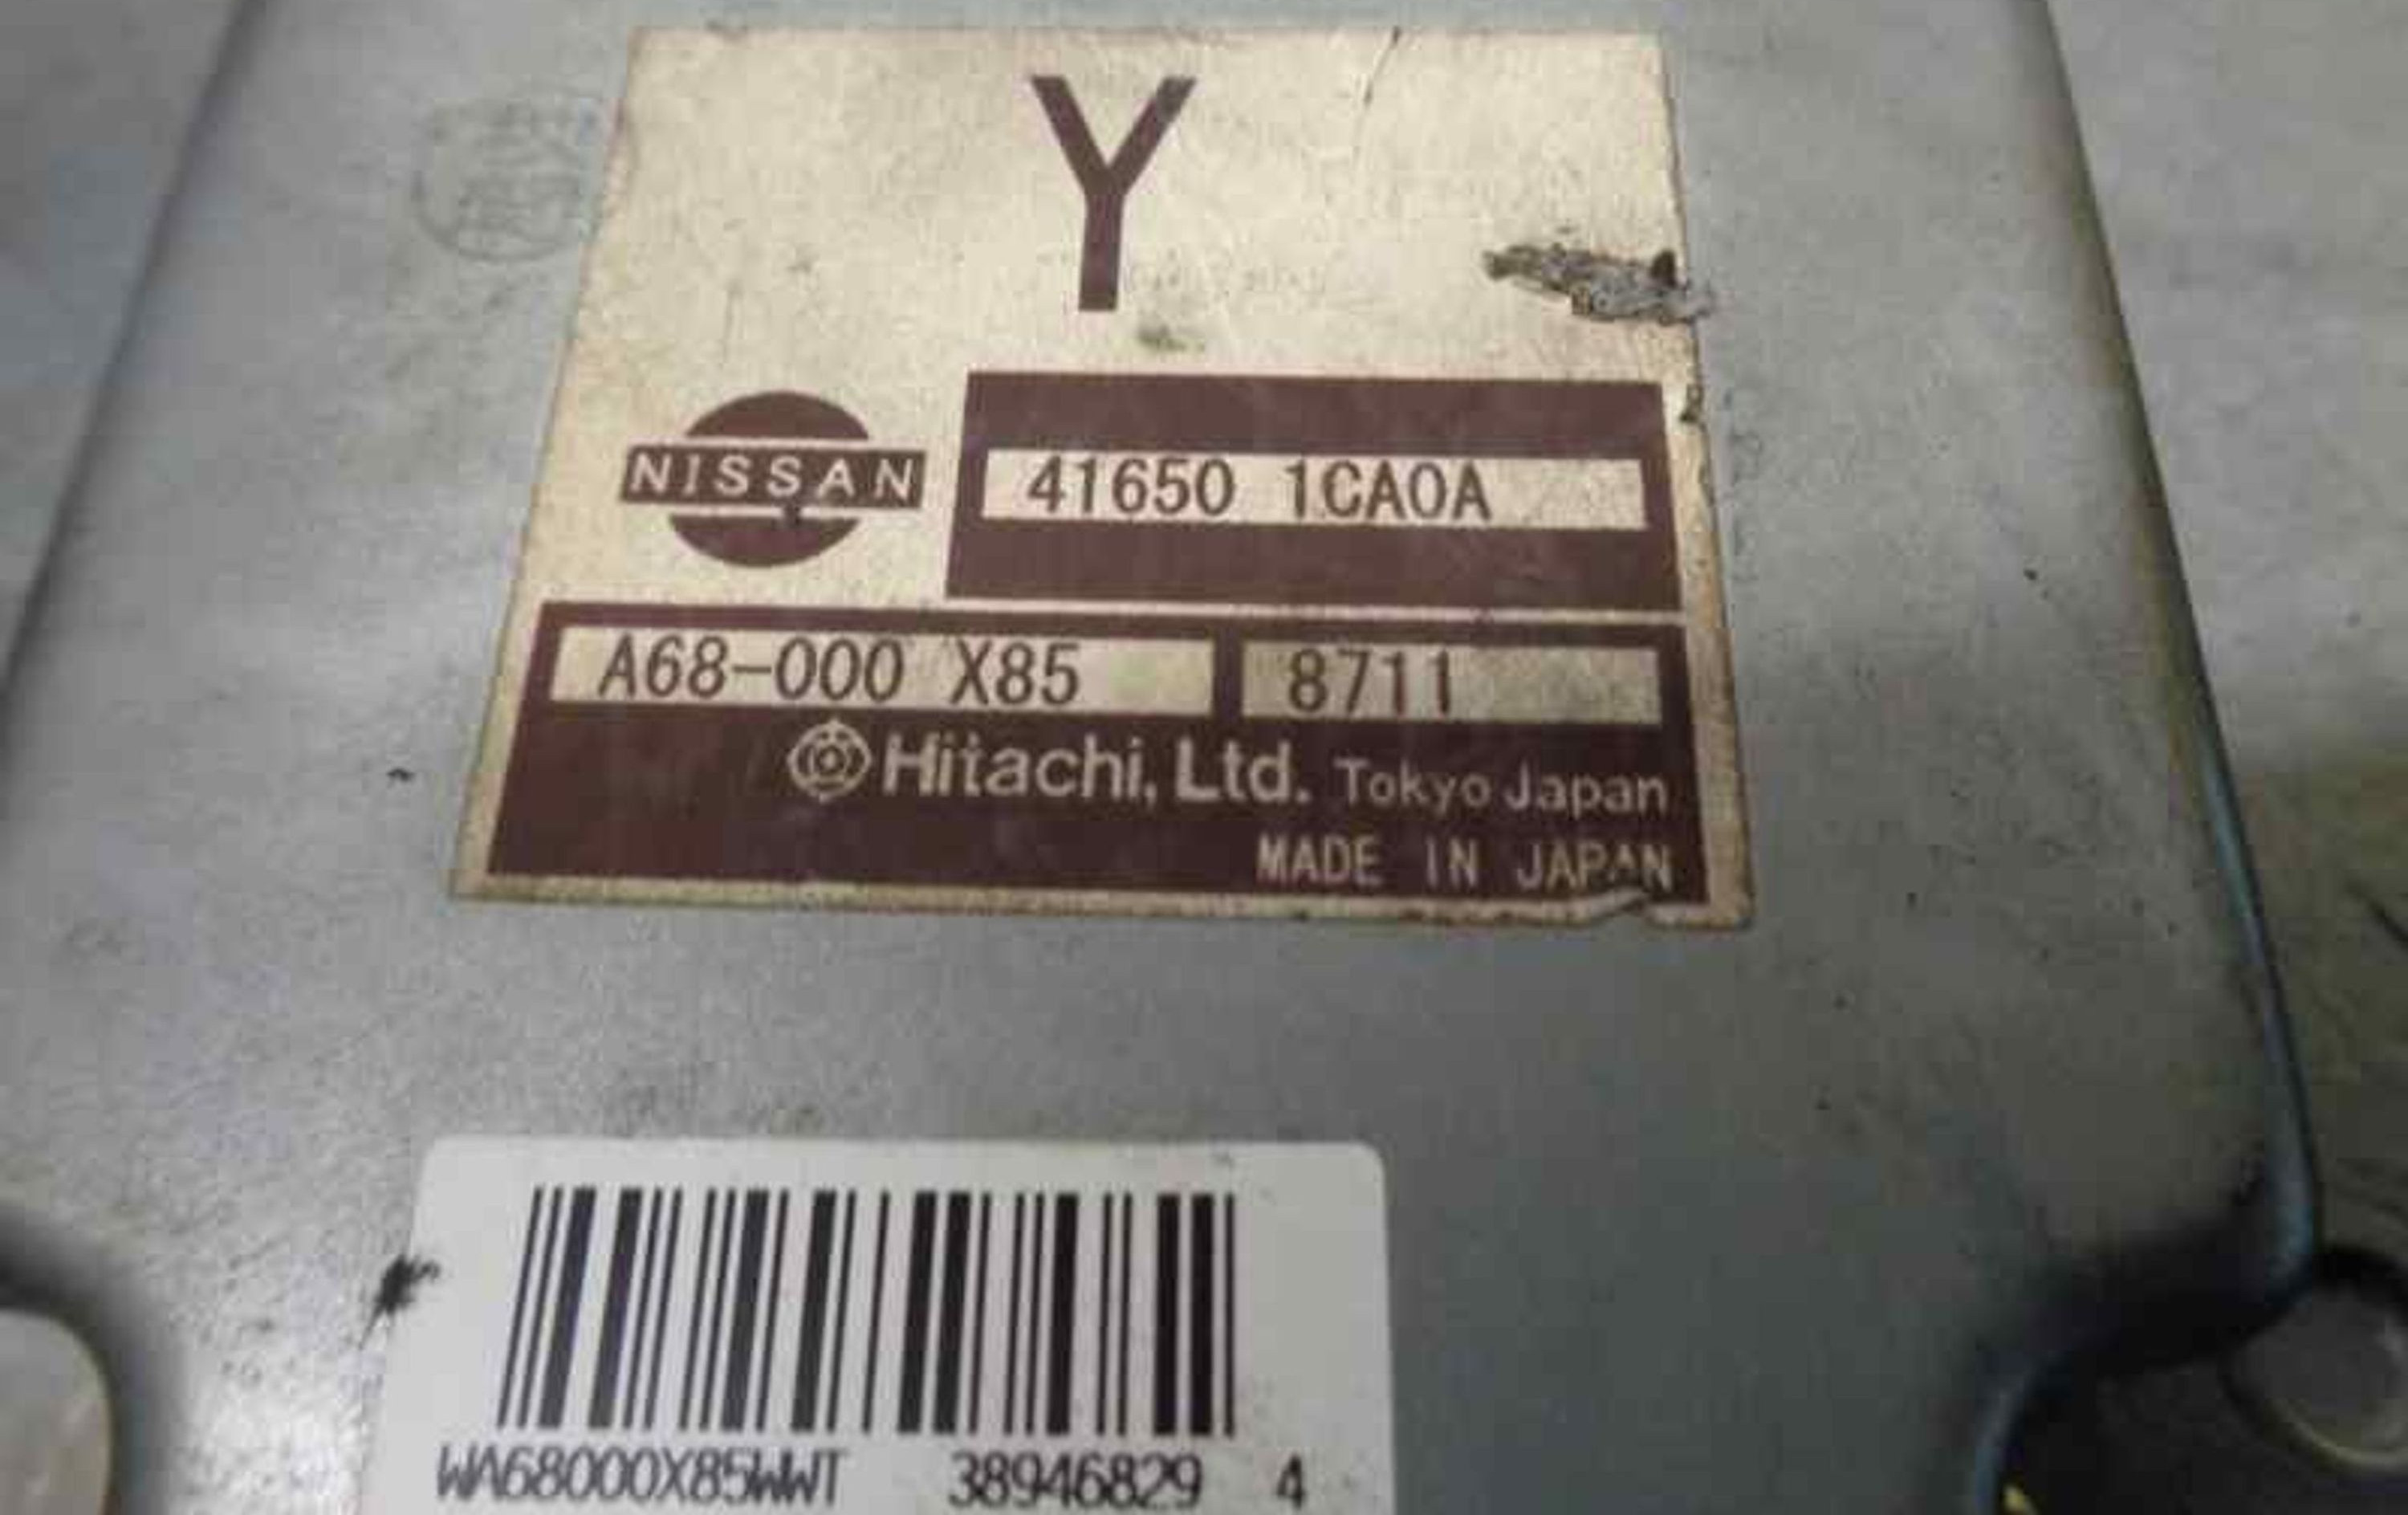 Y
NISSAN
41650 1CA0A
A68-000 X85 8711
Hitachi, Ltd. Tokyo Japan
MADE IN JAPAN
WA68000X85WWT 38946829 4